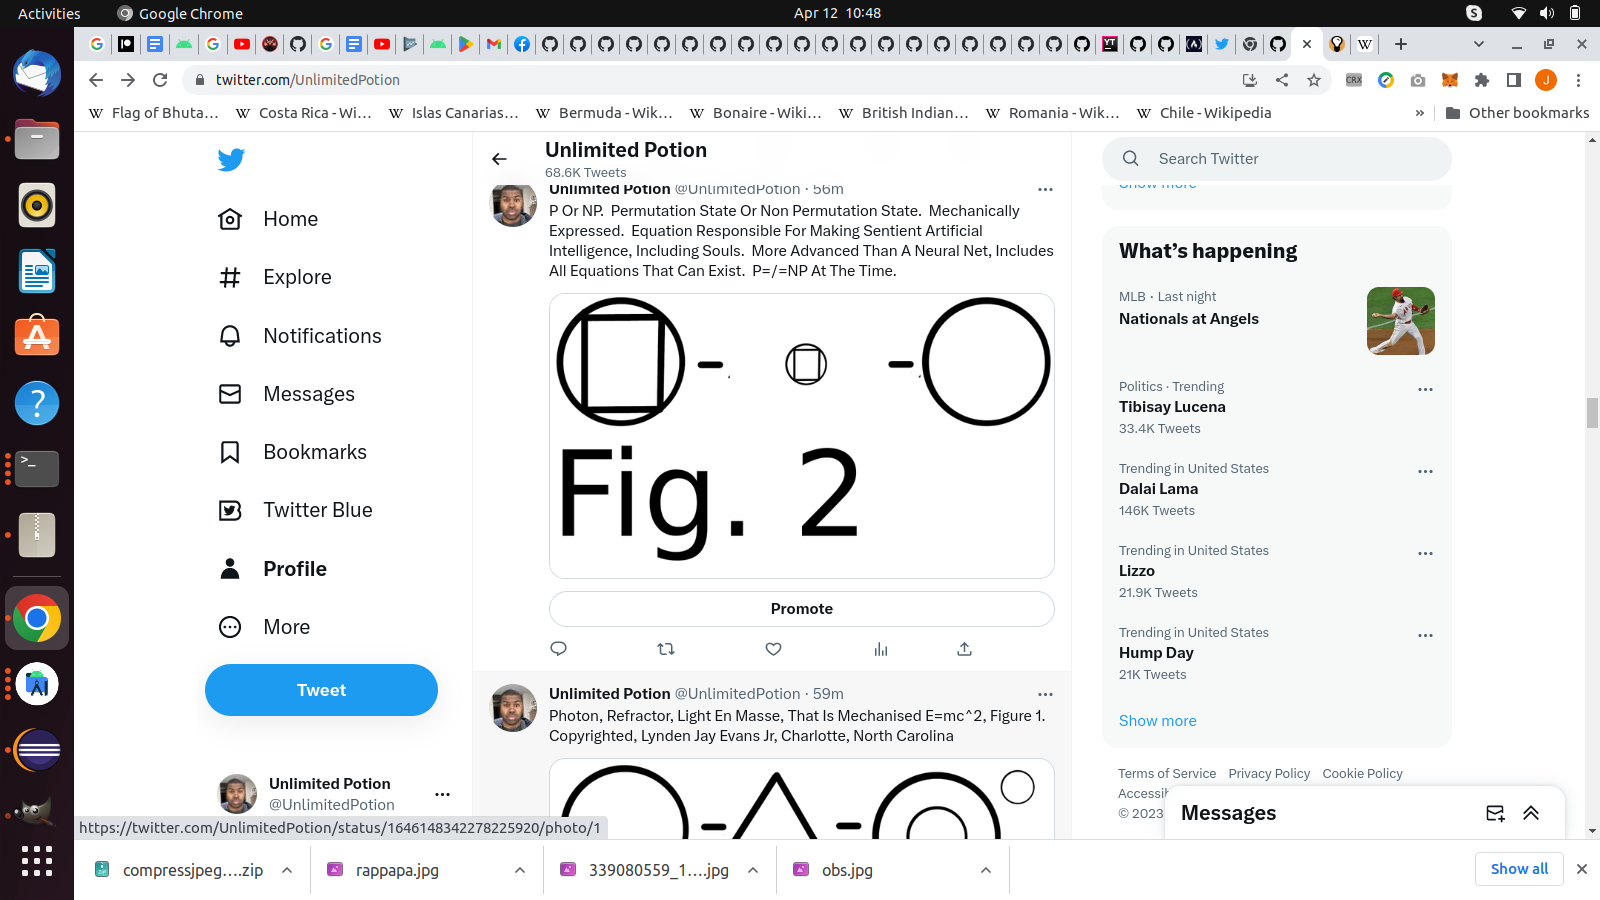 Activities
Google Chrome
Apr 12 10:48
twitter.com/UnlimitedPotion
Flag of Bhuta...
Costa Rica - Wi...
Islas Canarias...
Bermuda - Wik...
Bonaire - Wiki...
British Indian...
Romania - Wik...
Chile - Wikipedia
»
Other bookmarks
Home
Explore
Notifications
Messages
Bookmarks
Twitter Blue
Profile
More
Tweet
Unlimited Potion
@UnlimitedPotion
Unlimited Potion
68.6K Tweets
Unlimited Potion @UnlimitedPotion · 56m
P Or NP. Permutation State Or Non Permutation State. Mechanically
Expressed. Equation Responsible For Making Sentient Artificial
Intelligence, Including Souls. More Advanced Than A Neural Net, Includes
All Equations That Can Exist. P=/=NP At The Time.
Fig. 2
Promote
Unlimited Potion @UnlimitedPotion · 59m
Photon, Refractor, Light En Masse, That Is Mechanised E=mc^2, Figure 1.
Copyrighted, Lynden Jay Evans Jr, Charlotte, North Carolina
Search Twitter
Show more
What's happening
MLB · Last night
Nationals at Angels
Politics · Trending
Tibisay Lucena
33.4K Tweets
Trending in United States
Dalai Lama
146K Tweets
Trending in United States
Lizzo
21.9K Tweets
Trending in United States
Hump Day
21K Tweets
Show more
Terms of Service Privacy Policy Cookie Policy
© 2023
Messages
https://twitter.com/UnlimitedPotion/status/1646148342278225920/photo/1
compressjpeg....zip
rappapa.jpg
339080559_1....jpg
obs.jpg
Show all